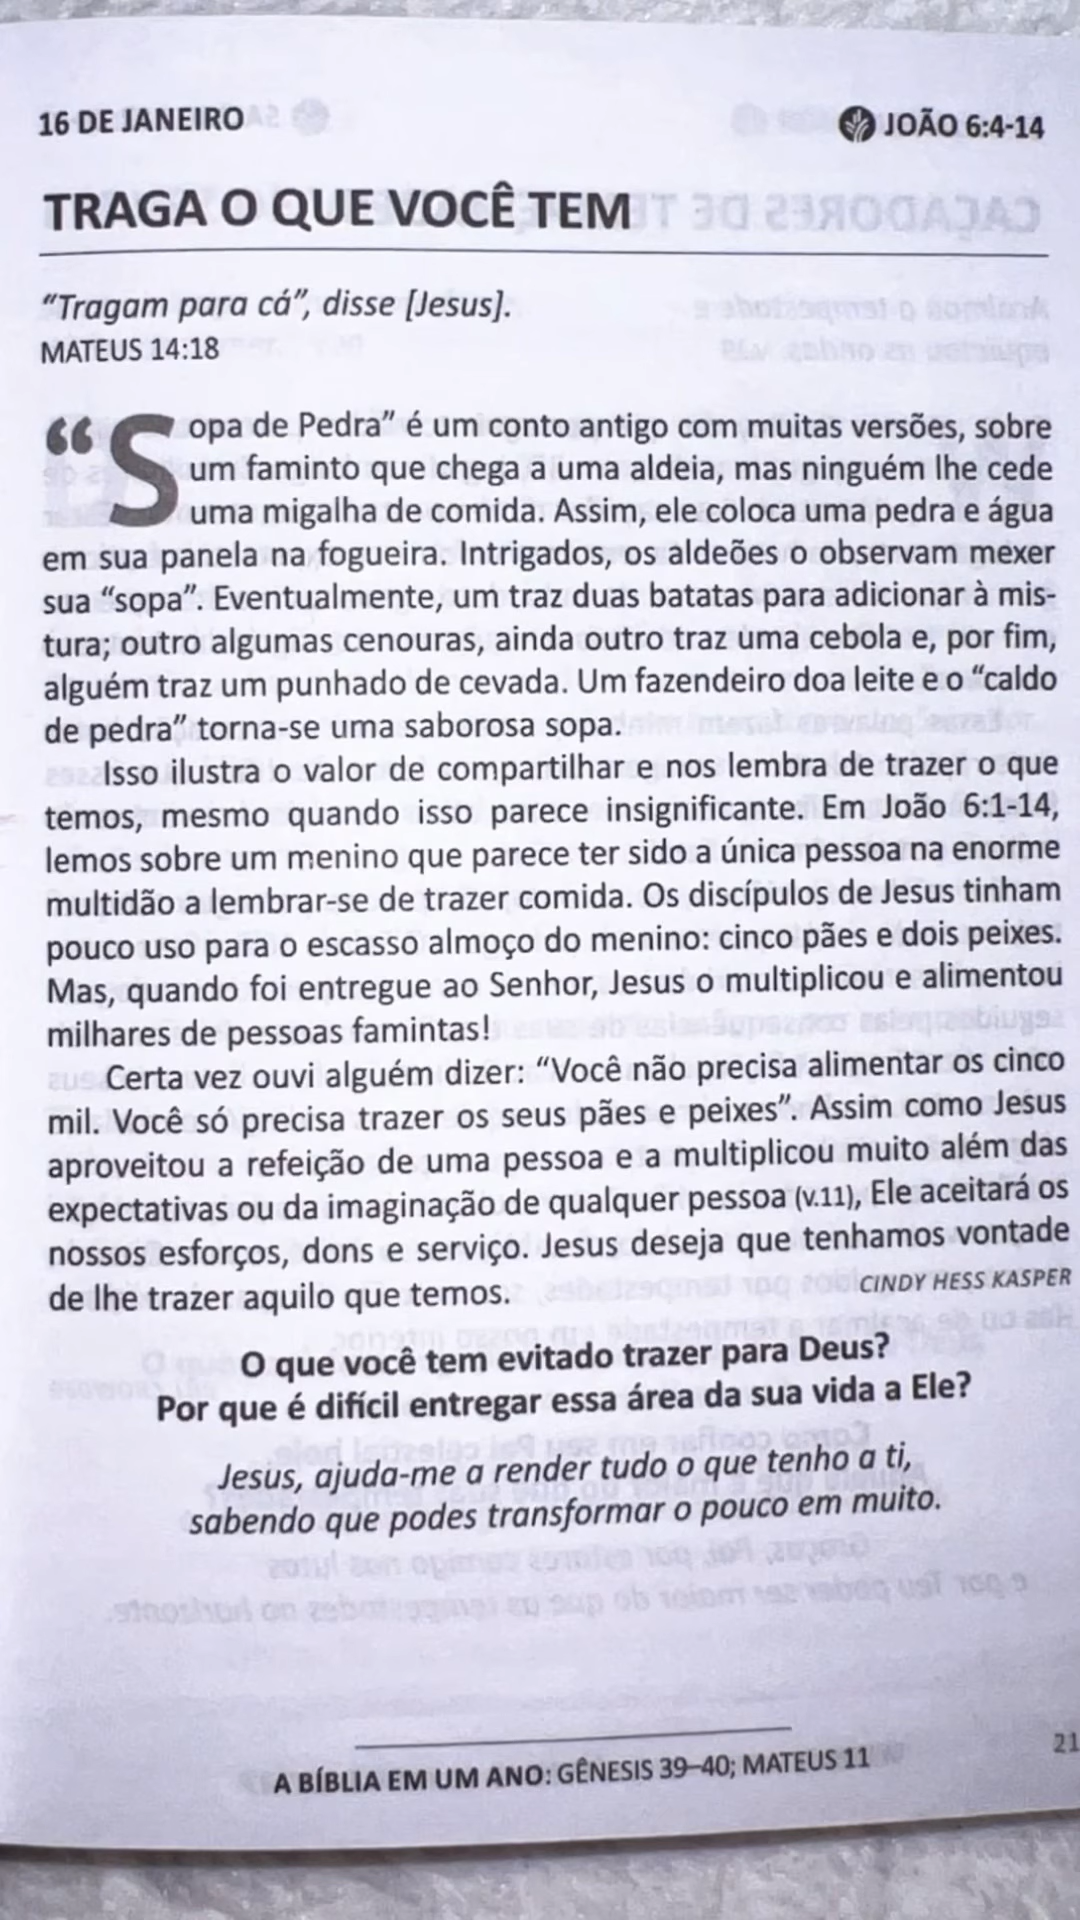 16 DE JANEIRO
JOÃO 6:4-14
TRAGA O QUE VOCÊ TEM
“Tragam para cá”, disse [Jesus].
MATEUS 14:18
“Sopa de Pedra” é um conto antigo com muitas versões, sobre
um faminto que chega a uma aldeia, mas ninguém lhe cede
uma migalha de comida. Assim, ele coloca uma pedra e água
em sua panela na fogueira. Intrigados, os aldeões o observam mexer
sua “sopa”. Eventualmente, um traz duas batatas para adicionar à mis-
tura; outro algumas cenouras, ainda outro traz uma cebola e, por fim,
alguém traz um punhado de cevada. Um fazendeiro doa leite e o “caldo
de pedra” torna-se uma saborosa sopa.
Isso ilustra o valor de compartilhar e nos lembra de trazer o que
temos, mesmo quando isso parece insignificante. Em João 6:1-14,
lemos sobre um menino que parece ter sido a única pessoa na enorme
multidão a lembrar-se de trazer comida. Os discípulos de Jesus tinham
pouco uso para o escasso almoço do menino: cinco pães e dois peixes.
Mas, quando foi entregue ao Senhor, Jesus o multiplicou e alimentou
milhares de pessoas famintas!
Certa vez ouvi alguém dizer: “Você não precisa alimentar os cinco
mil. Você só precisa trazer os seus pães e peixes”. Assim como Jesus
aproveitou a refeição de uma pessoa e a multiplicou muito além das
expectativas ou da imaginação de qualquer pessoa (v.11), Ele aceitará os
nossos esforços, dons e serviço. Jesus deseja que tenhamos vontade
de lhe trazer aquilo que temos. CINDY HESS KASPER
O que você tem evitado trazer para Deus?
Por que é difícil entregar essa área da sua vida a Ele?
Jesus, ajuda-me a render tudo o que tenho a ti,
sabendo que podes transformar o pouco em muito.
A BÍBLIA EM UM ANO: GÊNESIS 39–40; MATEUS 11
21